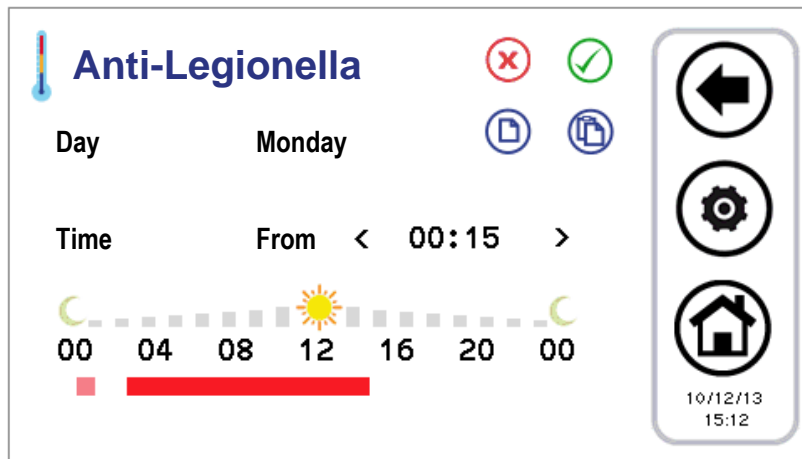 Anti-Legionella
Day Monday
Time From < 00:15 >
00 04 08 12 16 20 00
10/12/13
15:12